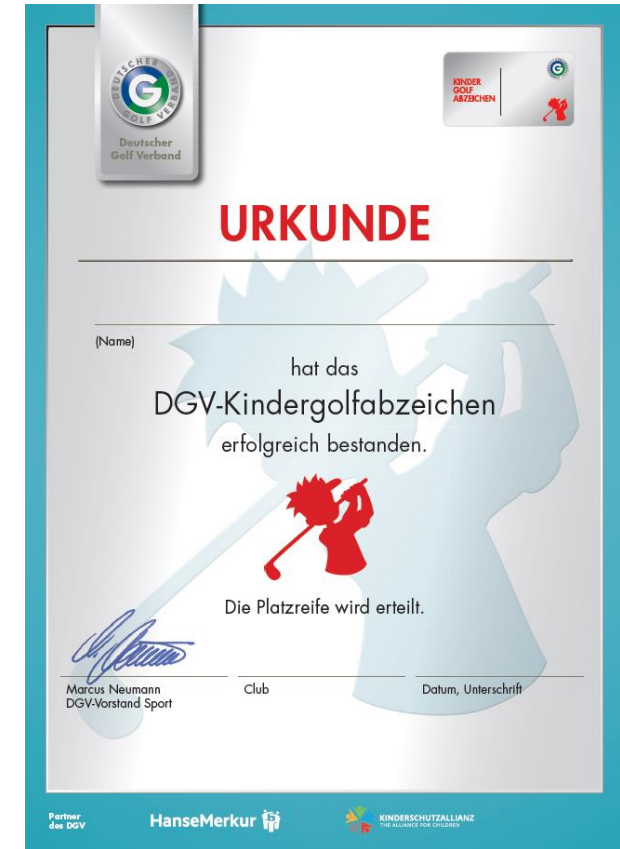 DEUTSCHER GOLF VERBAND
G
Deutscher
Golf Verband
KINDER
GOLF
ABZEICHEN
G
URKUNDE
(Name)
hat das
DGV-Kindergolfabzeichen
erfolgreich bestanden.
Die Platzreife wird erteilt.
Marcus Neumann
DGV-Vorstand Sport
Club
Datum, Unterschrift
Partner
des DGV
HanseMerkur
KINDERSCHUTZALLIANZ
THE ALLIANCE FOR CHILDREN